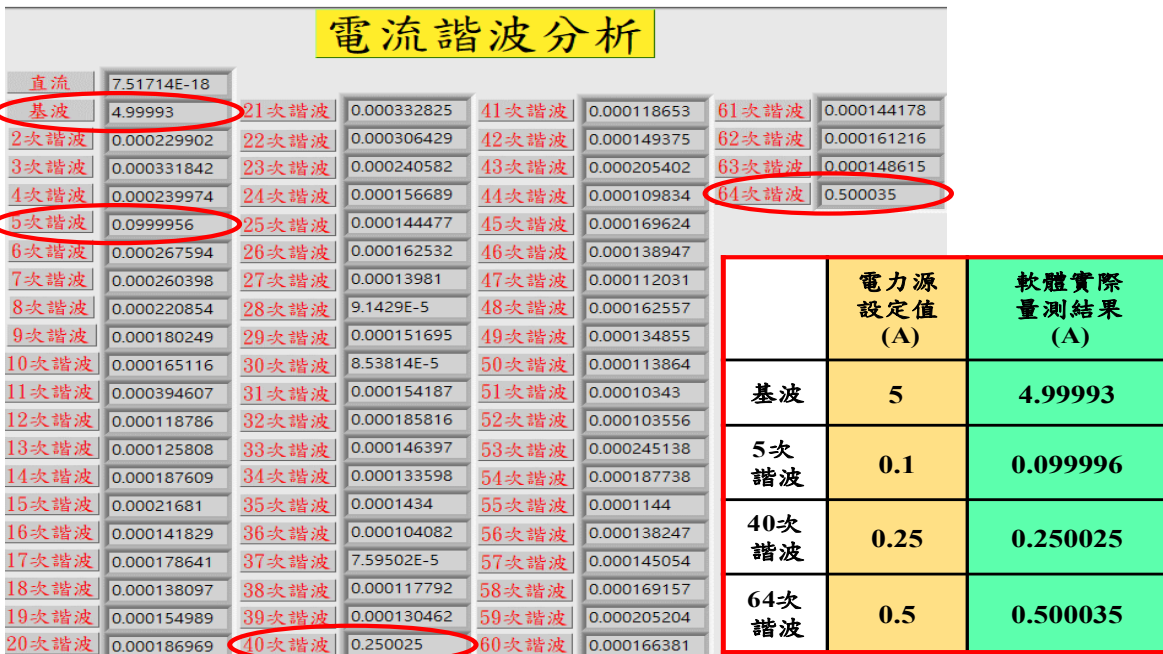 電流諧波分析
直流 7.51714E-18
基波 4.99993 21次諧波 0.000332825 41次諧波 0.000118653 61次諧波 0.000144178
2次諧波 0.000229902 22次諧波 0.000306429 42次諧波 0.000149375 62次諧波 0.000161216
3次諧波 0.000331842 23次諧波 0.000240582 43次諧波 0.000205402 63次諧波 0.000148615
4次諧波 0.000239974 24次諧波 0.000156689 44次諧波 0.000109834 64次諧波 0.500035
5次諧波 0.0999956 25次諧波 0.000144477 45次諧波 0.000169624
6次諧波 0.000267594 26次諧波 0.000162532 46次諧波 0.000138947
7次諧波 0.000260398 27次諧波 0.00013981 47次諧波 0.000112031
8次諧波 0.000220854 28次諧波 9.1429E-5 48次諧波 0.000162557
9次諧波 0.000180249 29次諧波 0.000151695 49次諧波 0.000134855
10次諧波 0.000165116 30次諧波 8.53814E-5 50次諧波 0.000113864
11次諧波 0.000394607 31次諧波 0.000154187 51次諧波 0.00010343
12次諧波 0.000118786 32次諧波 0.000185816 52次諧波 0.000103556
13次諧波 0.000125808 33次諧波 0.000146397 53次諧波 0.000245138
14次諧波 0.000187609 34次諧波 0.000133598 54次諧波 0.000187738
15次諧波 0.00021681 35次諧波 0.0001434 55次諧波 0.0001144
16次諧波 0.000141829 36次諧波 0.000104082 56次諧波 0.000138247
17次諧波 0.000178641 37次諧波 7.59502E-5 57次諧波 0.000145054
18次諧波 0.000138097 38次諧波 0.000117792 58次諧波 0.000169157
19次諧波 0.000154989 39次諧波 0.000130462 59次諧波 0.000205204
20次諧波 0.000186969 40次諧波 0.250025 60次諧波 0.000166381
電力源 軟體實際
設定值 量測結果
(A) (A)
基波 5 4.99993
5次
諧波 0.1 0.099996
40次
諧波 0.25 0.250025
64次
諧波 0.5 0.500035